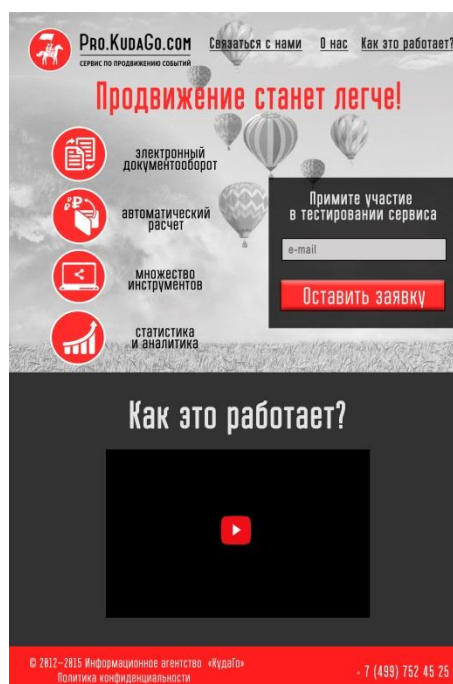 Pro.KudaGo.com
сервис по продвижению событий
Связаться с нами О нас Как это работает?
Продвижение станет легче!
электронный
документооборот
автоматический
расчет
множество
инструментов
статистика
и аналитика
Примите участие
в тестировании сервиса
e-mail
Оставить заявку
Как это работает?
© 2012-2015 Информационное агентство «КудаГо»
Политика конфиденциальности
- 7 (499) 752 45 25